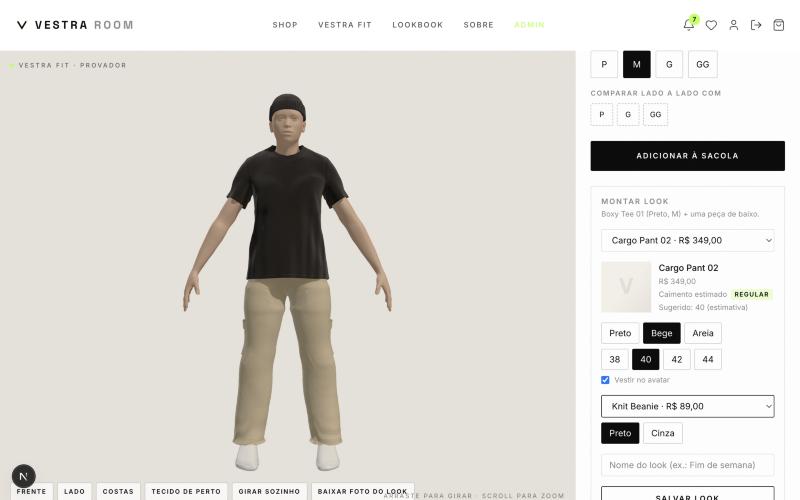 VESTRA ROOM
SHOP VESTRA FIT LOOKBOOK SOBRE ADMIN
7
VESTRA FIT · PROVADOR
P M G GG
COMPARAR LADO A LADO COM
P G GG
ADICIONAR À SACOLA
MONTAR LOOK
Boxy Tee 01 (Preto, M) + uma peça de baixo.
Cargo Pant 02 · R$ 349,00
V
Cargo Pant 02
R$ 349,00
Caimento estimado REGULAR
Sugerido: 40 (estimativa)
Preto Bege Areia
38 40 42 44
Vestir no avatar
Knit Beanie · R$ 89,00
Preto Cinza
Nome do look (ex.: Fim de semana)
SALVAR LOOK
N
FRENTE LADO COSTAS TECIDO DE PERTO GIRAR SOZINHO BAIXAR FOTO DO LOOK
ARRASTE PARA GIRAR · SCROLL PARA ZOOM